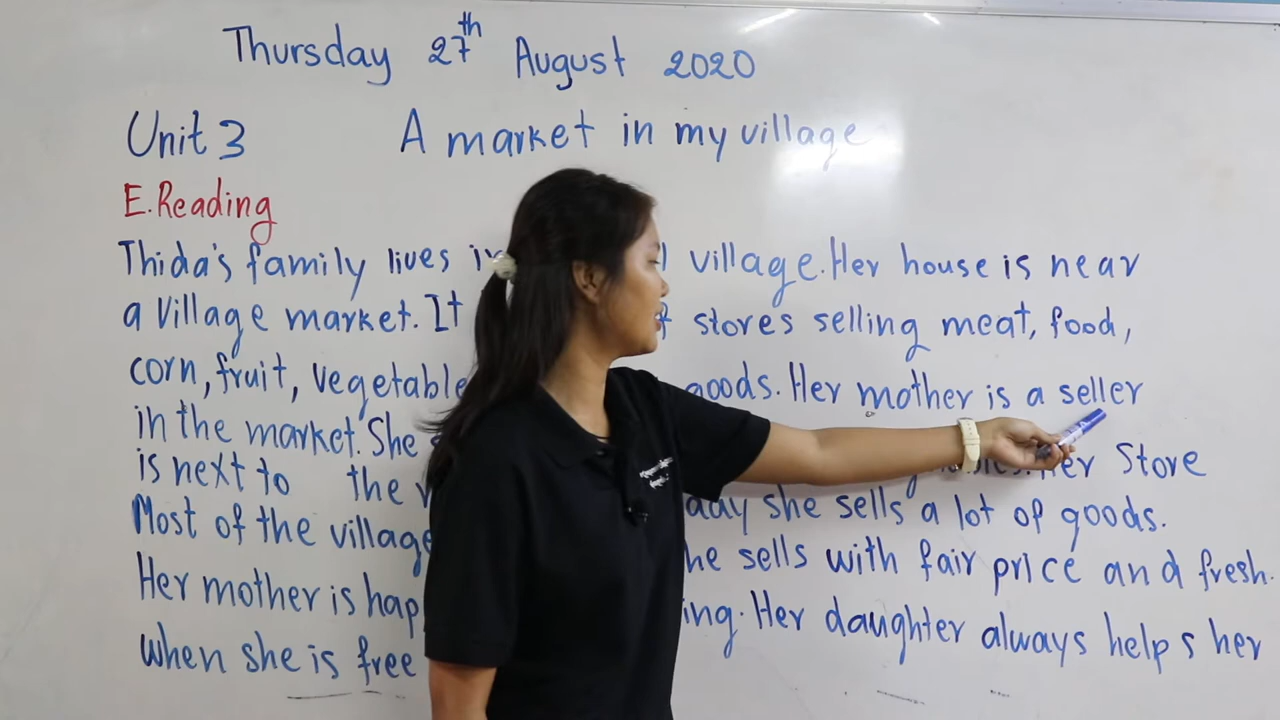 Thursday 27th August 2020
Unit 3 A market in my village
E. Reading
Thida's family lives village. Her house is near
a village market. It stores selling meat, food,
corn, fruit, vegetable goods. Her mother is a seller
in the market. She
is next to the Her Store
Most of the village she sells a lot of goods.
sells with fair price and fresh.
Her mother is Her daughter always helps her
when she is free